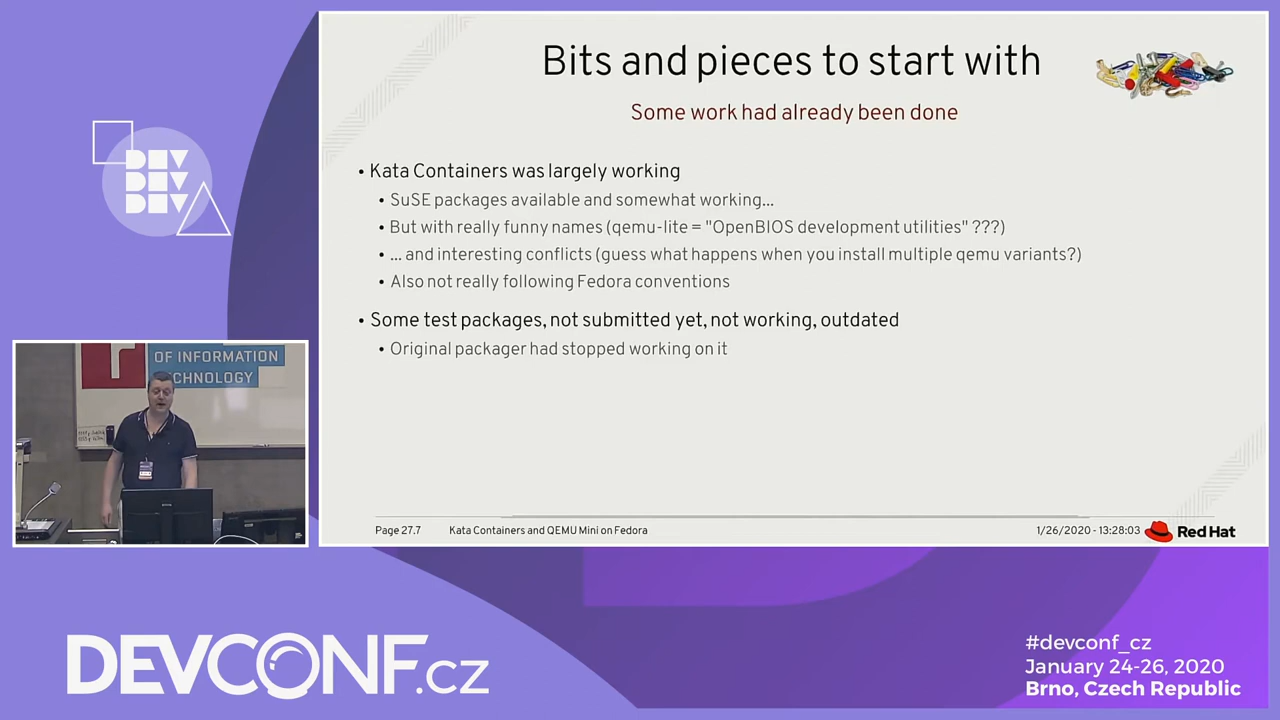 Bits and pieces to start with
Some work had already been done
• Kata Containers was largely working
• SuSE packages available and somewhat working...
• But with really funny names (qemu-lite = "OpenBIOS development utilities" ???)
• ... and interesting conflicts (guess what happens when you install multiple qemu variants?)
• Also not really following Fedora conventions
• Some test packages, not submitted yet, not working, outdated
• Original packager had stopped working on it
Page 27.7 Kata Containers and QEMU Mini on Fedora 1/26/2020 - 13:28:03 Red Hat
DEV
DEV
DEV
OF INFORMATION
TECHNOLOGY
DEVCONF.cz
#devconf_cz
January 24-26, 2020
Brno, Czech Republic